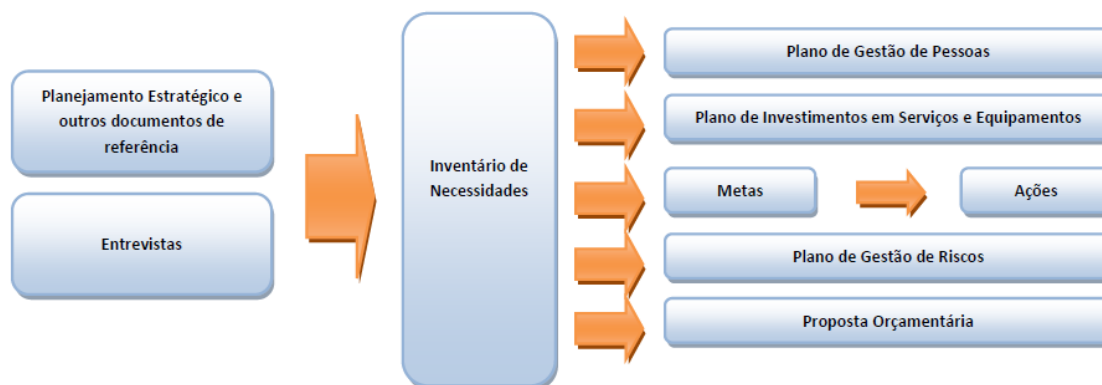 Planejamento Estratégico e
outros documentos de
referência
Entrevistas
Inventário de
Necessidades
Plano de Gestão de Pessoas
Plano de Investimentos em Serviços e Equipamentos
Metas
Ações
Plano de Gestão de Riscos
Proposta Orçamentária